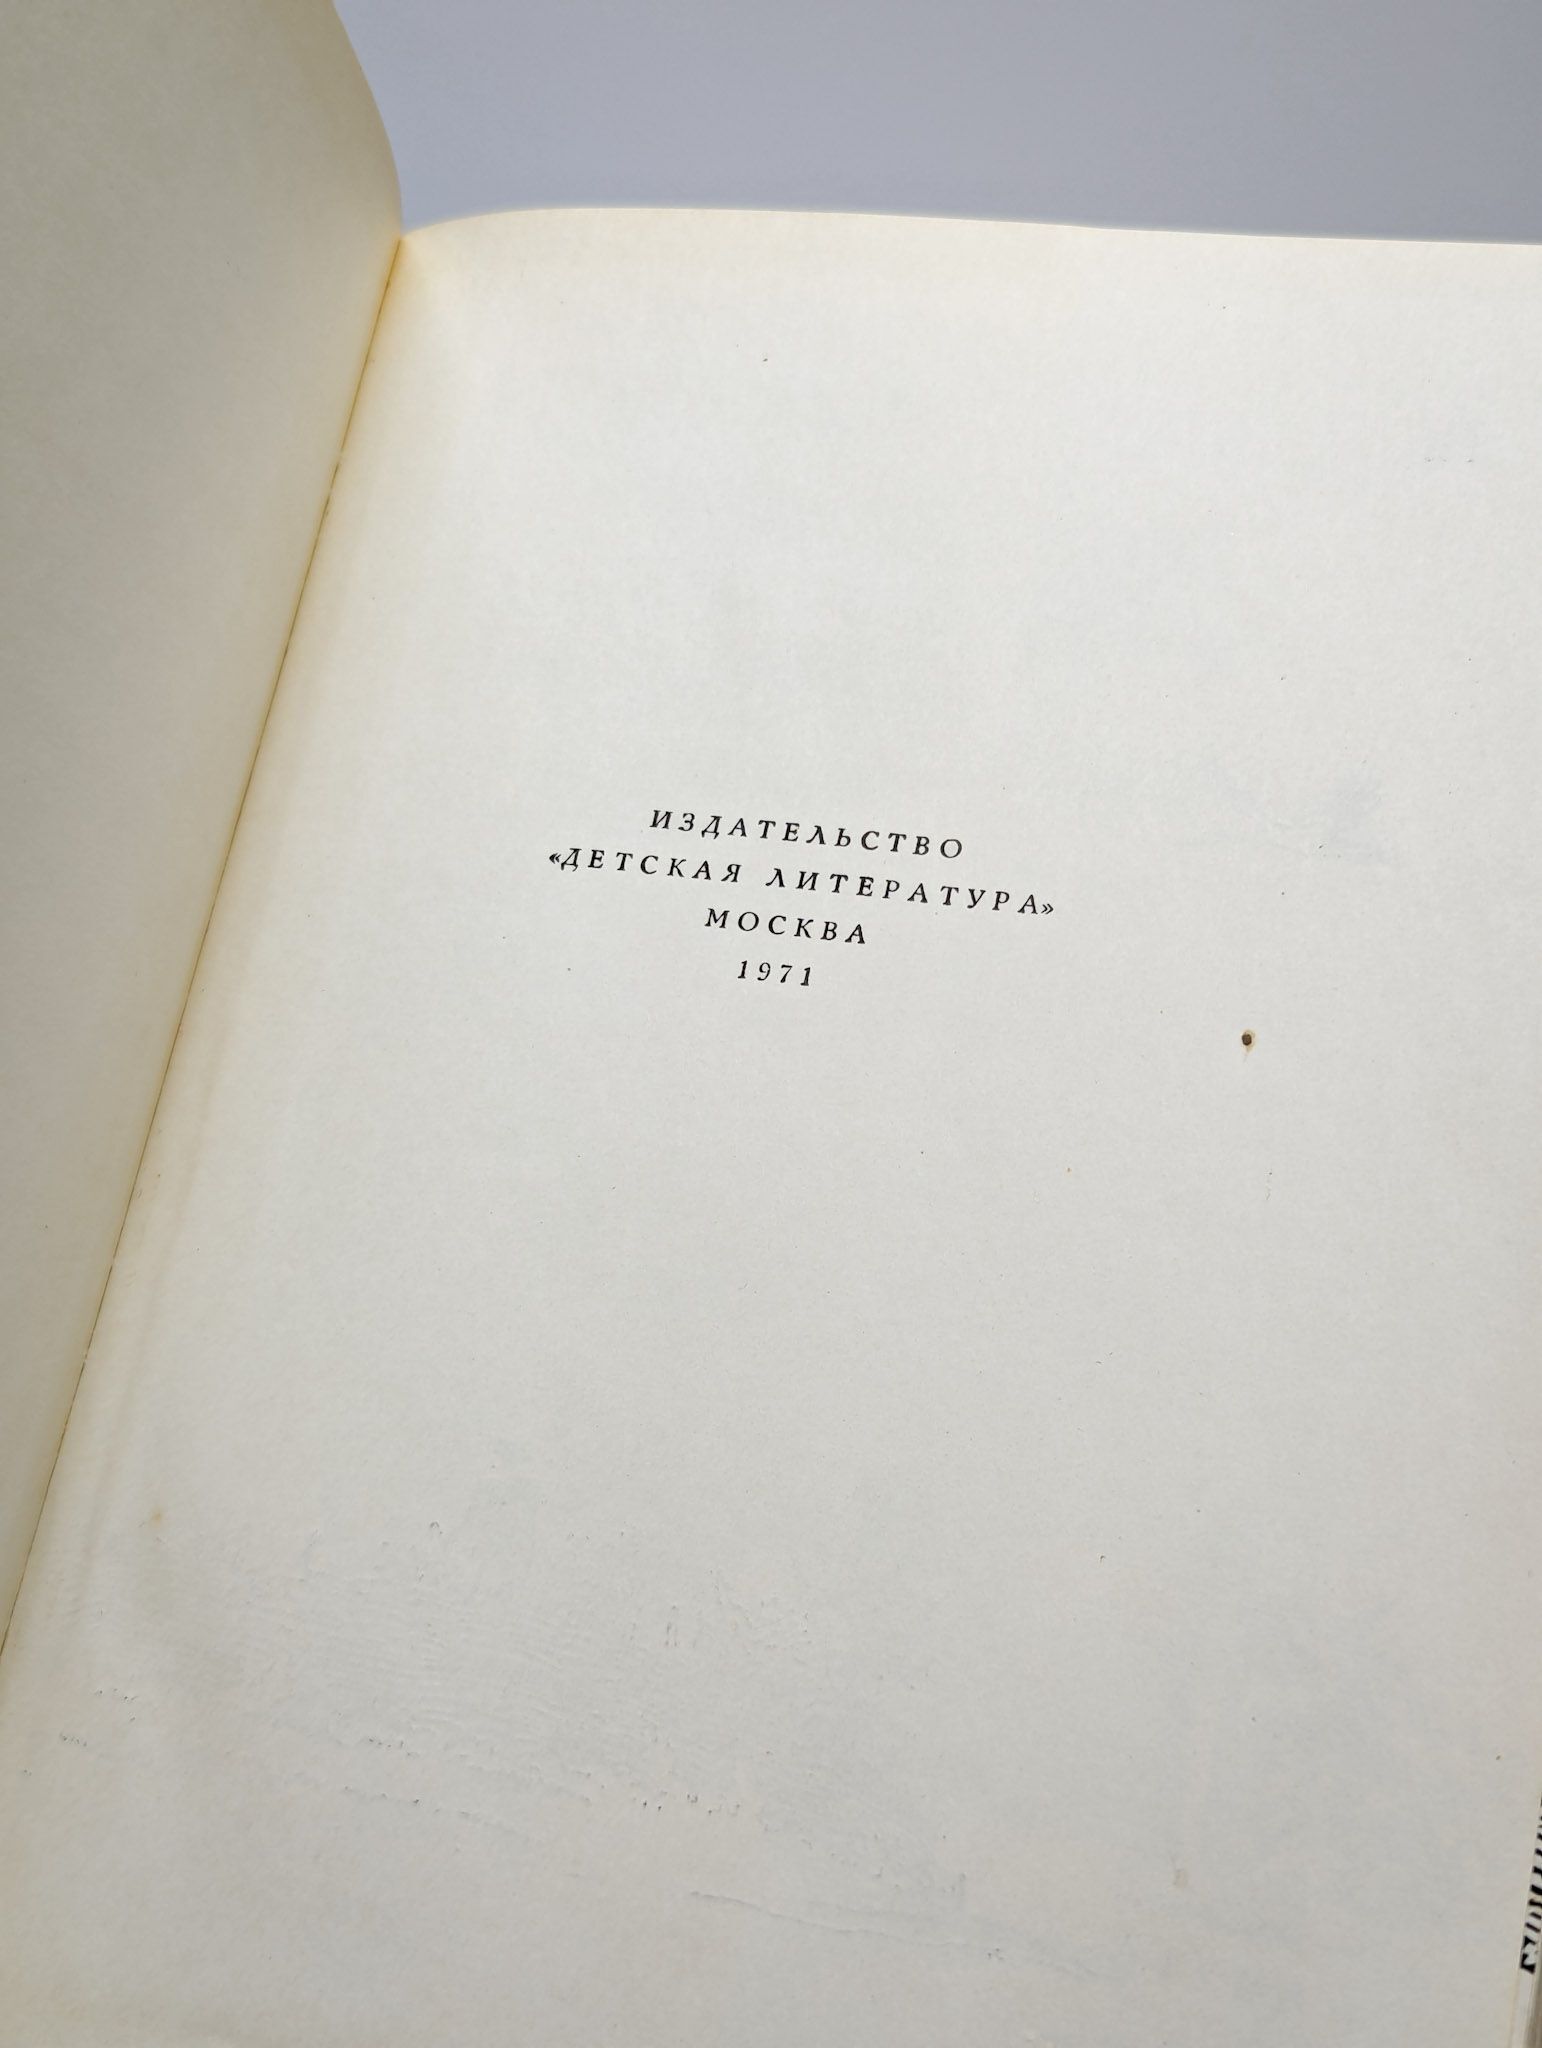 ИЗДАТЕЛЬСТВО
«ДЕТСКАЯ ЛИТЕРАТУРА»
МОСКВА
1971